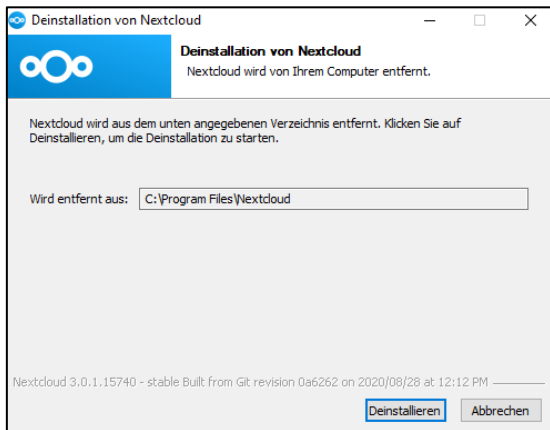 Deinstallation von Nextcloud
Deinstallation von Nextcloud
Nextcloud wird von Ihrem Computer entfernt.
Nextcloud wird aus dem unten angegebenen Verzeichnis entfernt. Klicken Sie auf
Deinstallieren, um die Deinstallation zu starten.
Wird entfernt aus: C:\Program Files\Nextcloud
Nextcloud 3.0.1.15740 - stable Built from Git revision 0a6262 on 2020/08/28 at 12:12 PM
Deinstallieren Abbrechen